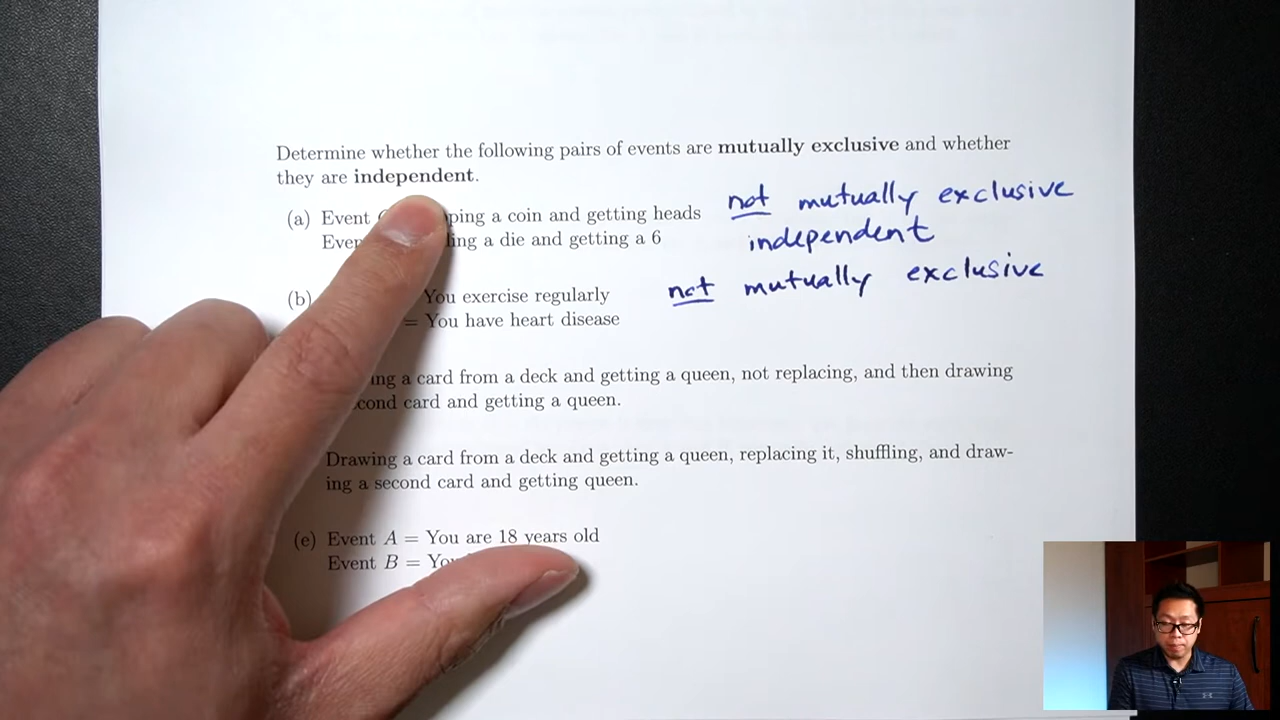 Determine whether the following pairs of events are mutually exclusive and whether
they are independent.
(a) Event ping a coin and getting heads not mutually exclusive
ing a die and getting a 6 independent
(b) You exercise regularly not mutually exclusive
= You have heart disease
ing a card from a deck and getting a queen, not replacing, and then drawing
cond card and getting a queen.
Drawing a card from a deck and getting a queen, replacing it, shuffling, and draw-
ing a second card and getting queen.
(e) Event A = You are 18 years old
Event B =